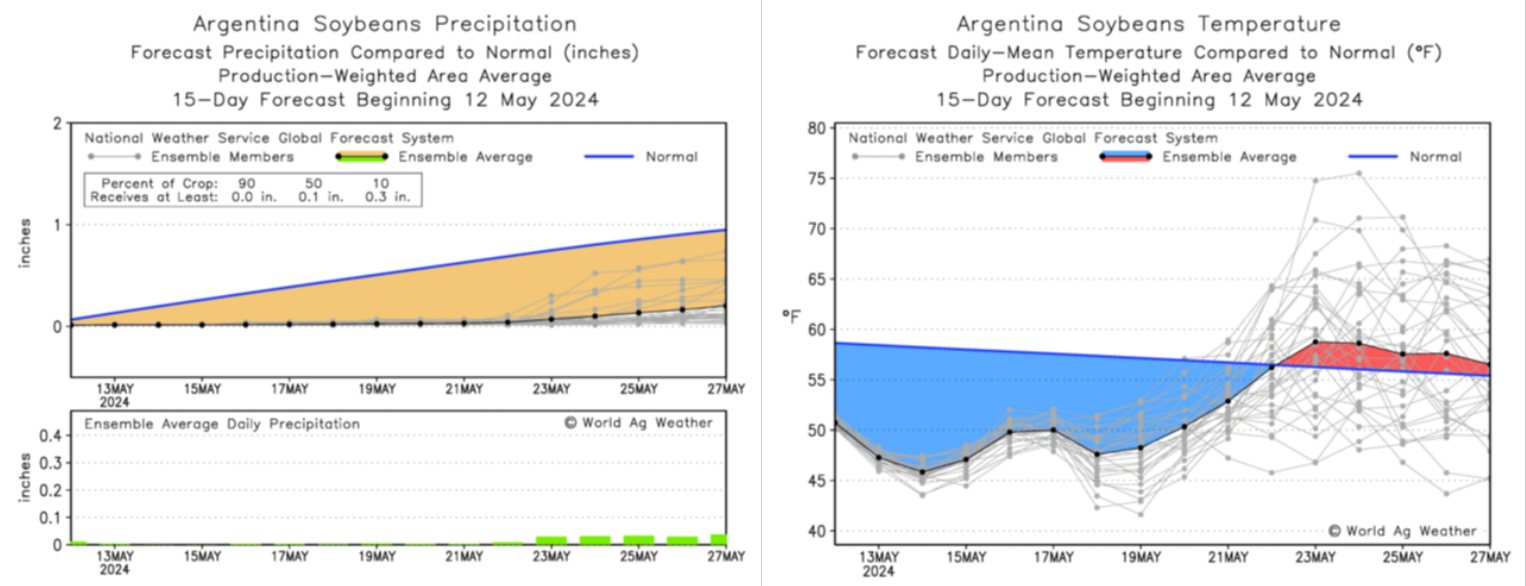 Argentina Soybeans Precipitation
Forecast Precipitation Compared to Normal (inches)
Production-Weighted Area Average
15-Day Forecast Beginning 12 May 2024
National Weather Service Global Forecast System
Ensemble Members Ensemble Average Normal
Percent of Crop: 90 50 10
Receives at Least: 0.0 in. 0.1 in. 0.3 in.
2
1
0
inches
13MAY 15MAY 17MAY 19MAY 21MAY 23MAY 25MAY 27MAY
2024
Ensemble Average Daily Precipitation © World Ag Weather
0.4
0.3
0.2
0.1
0
inches
13MAY 15MAY 17MAY 19MAY 21MAY 23MAY 25MAY 27MAY
2024
Argentina Soybeans Temperature
Forecast Daily-Mean Temperature Compared to Normal (°F)
Production-Weighted Area Average
15-Day Forecast Beginning 12 May 2024
National Weather Service Global Forecast System
Ensemble Members Ensemble Average Normal
80
75
70
65
60
55
50
45
40
°F
© World Ag Weather
13MAY 15MAY 17MAY 19MAY 21MAY 23MAY 25MAY 27MAY
2024